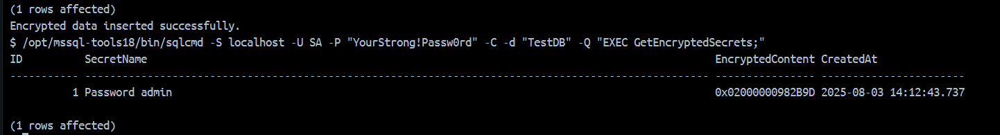 (1 rows affected)
Encrypted data inserted successfully.
$ /opt/mssql-tools18/bin/sqlcmd -S localhost -U SA -P "YourStrong!Passw0rd" -C -d "TestDB" -Q "EXEC GetEncryptedSecrets;"
ID          SecretName                                                                                           EncryptedContent CreatedAt
----------- ---------------------------------------------------------------------------------------------------- ---------------- -----------------------
          1 Password admin                                                                                       0x02000000982B9D 2025-08-03 14:12:43.737
(1 rows affected)